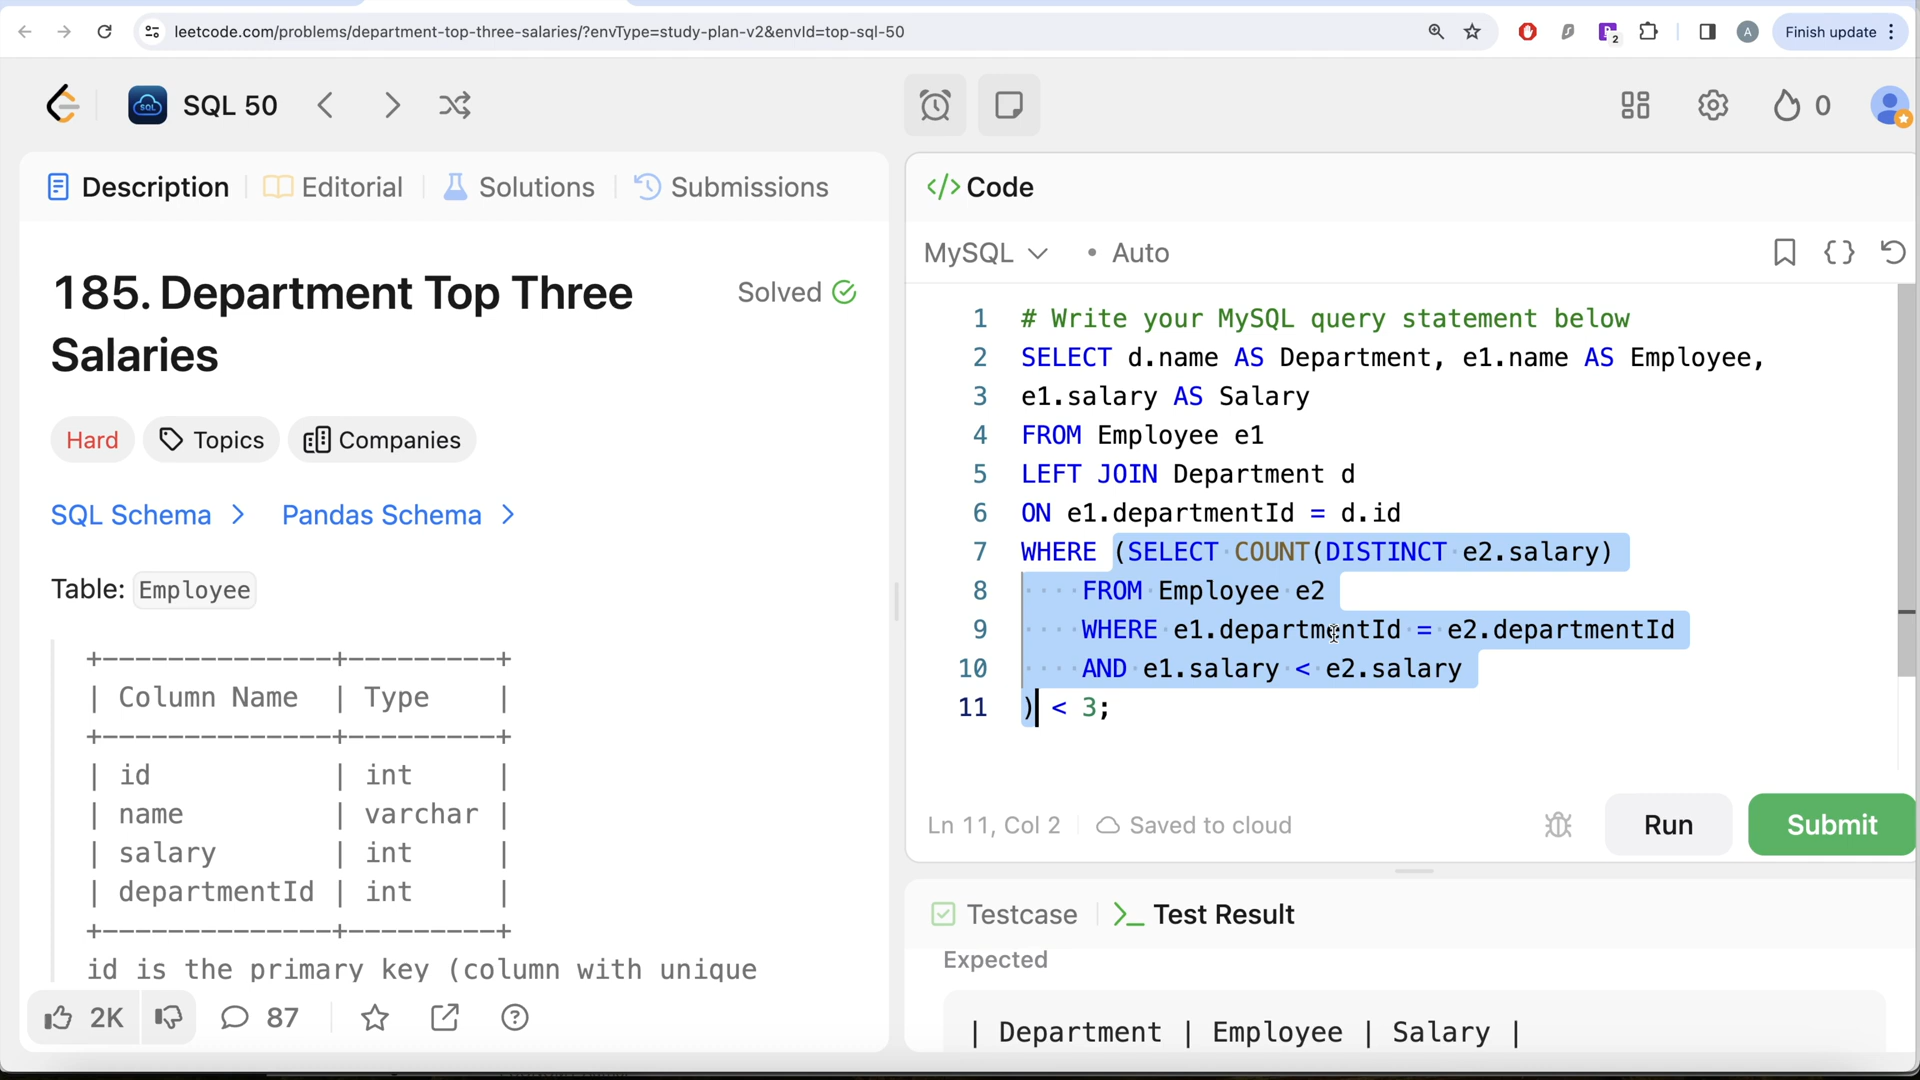 leetcode.com/problems/department-top-three-salaries/?envType=study-plan-v2&envId=top-sql-50
2
A
Finish update
SQL
SQL 50
0
Description
Editorial
Solutions
Submissions
185. Department Top Three
Salaries
Solved
Hard
Topics
Companies
SQL Schema >
Pandas Schema >
Table: Employee
+--------------+---------+
| Column Name  | Type    |
+--------------+---------+
| id           | int     |
| name         | varchar |
| salary       | int     |
| departmentId | int     |
+--------------+---------+
id is the primary key (column with unique
2K
87
</> Code
MySQL
• Auto
1 # Write your MySQL query statement below
2 SELECT d.name AS Department, e1.name AS Employee,
3 e1.salary AS Salary
4 FROM Employee e1
5 LEFT JOIN Department d
6 ON e1.departmentId = d.id
7 WHERE (SELECT COUNT(DISTINCT e2.salary)
8 FROM Employee e2
9 WHERE e1.departmentId = e2.departmentId
10 AND e1.salary < e2.salary
11 ) < 3;
Ln 11, Col 2
Saved to cloud
Run
Submit
Testcase
>_ Test Result
Expected
| Department | Employee | Salary |